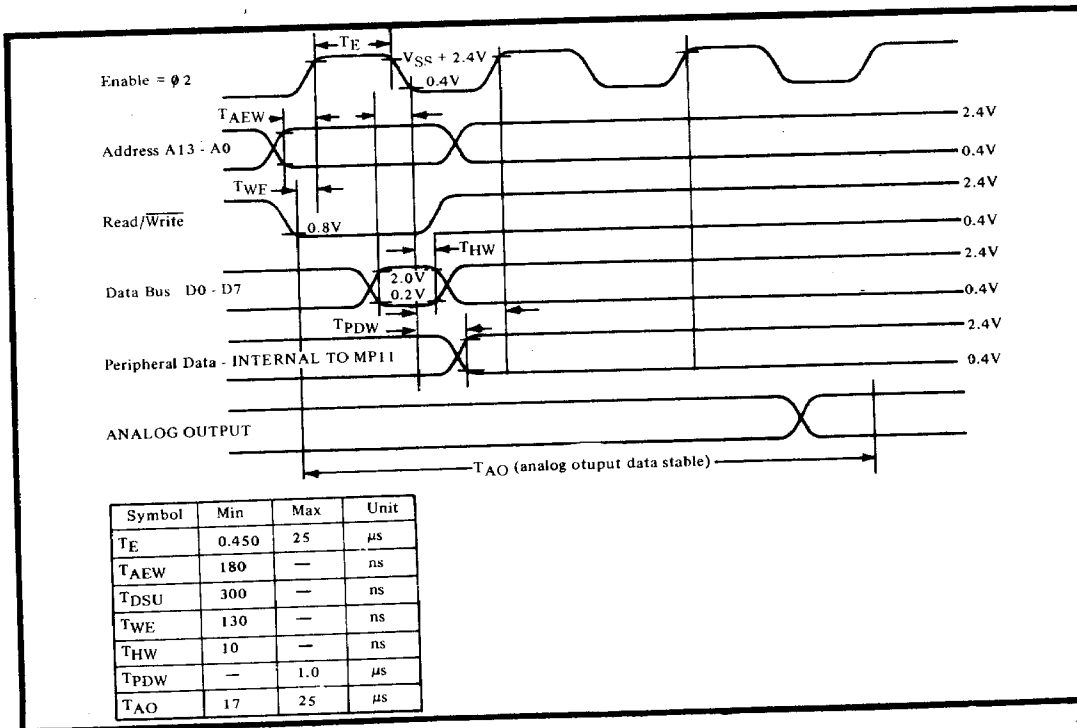 T_E
V_SS + 2.4V
Enable = ø 2
0.4V
T_AEW
2.4V
Address A13 - A0
0.4V
T_WE
2.4V
Read/Write
0.8V
0.4V
T_HW
2.4V
2.0V
Data Bus D0 - D7
0.2V
0.4V
T_PDW
2.4V
Peripheral Data - INTERNAL TO MP11
0.4V
ANALOG OUTPUT
T_AO (analog otuput data stable)
Symbol Min Max Unit
T_E 0.450 25 μs
T_AEW 180 — ns
T_DSU 300 — ns
T_WE 130 — ns
T_HW 10 — ns
T_PDW — 1.0 μs
T_AO 17 25 μs